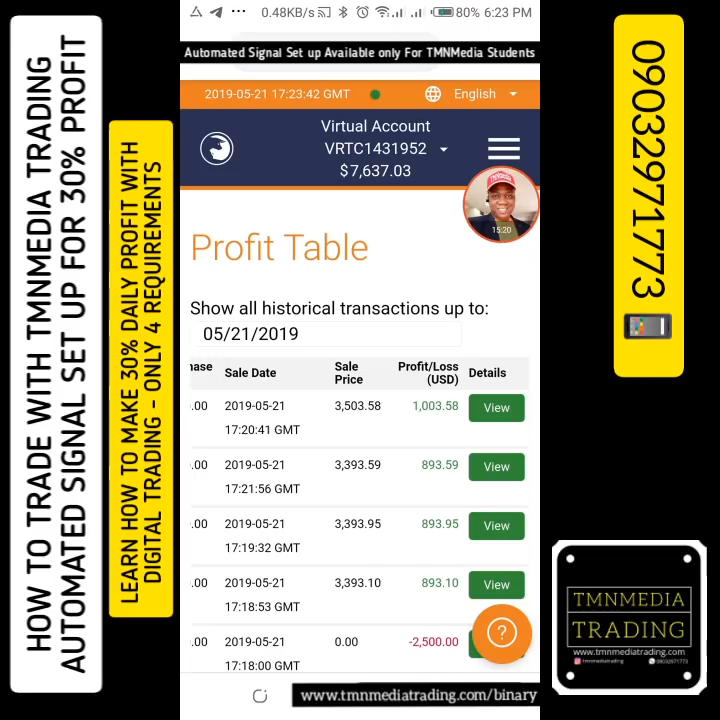 HOW TO TRADE WITH TMNMEDIA TRADING
AUTOMATED SIGNAL SET UP FOR 30% PROFIT
LEARN HOW TO MAKE 30% DAILY PROFIT WITH
DIGITAL TRADING - ONLY 4 REQUIREMENTS
0.48KB/s 80% 6:23 PM
Automated Signal Set up Available only For TMNMedia Students
2019-05-21 17:23:42 GMT English
Virtual Account
VRTC1431952
$7,637.03
15:20
Profit Table
Show all historical transactions up to:
05/21/2019
hase Sale Date Sale Price Profit/Loss (USD) Details
.00 2019-05-21 3,503.58 1,003.58 View
17:20:41 GMT
.00 2019-05-21 3,393.59 893.59 View
17:21:56 GMT
.00 2019-05-21 3,393.95 893.95 View
17:19:32 GMT
.00 2019-05-21 3,393.10 893.10 View
17:18:53 GMT
.00 2019-05-21 0.00 -2,500.00
17:18:00 GMT
?
www.tmnmediatrading.com/binary
09032971773
TMNMEDIA
TRADING
www.tmnmediatrading.com
tmnmediatrading 09032971773